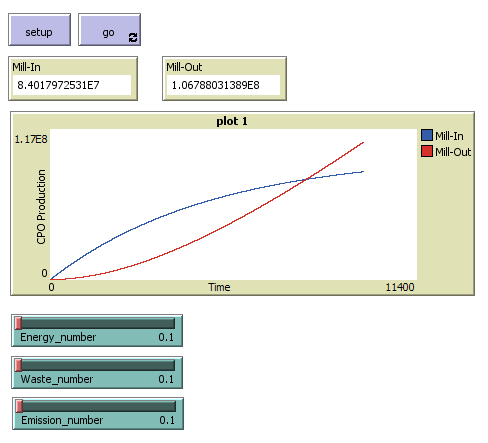 setup go
Mill-In Mill-Out
8.4017972531E7 1.06788031389E8
plot 1
1.17E8
CPO Production
0
0 Time 11400
Mill-In
Mill-Out
Energy_number 0.1
Waste_number 0.1
Emission_number 0.1